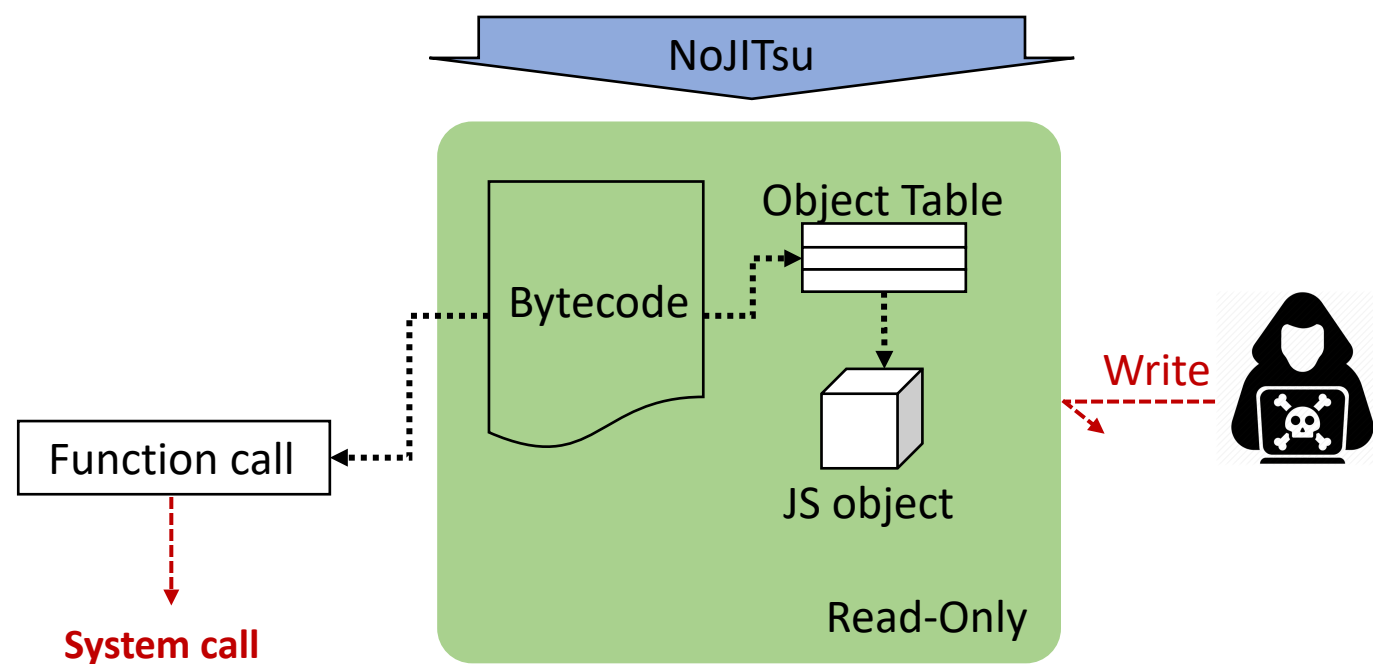 NoJITsu
Object Table
Bytecode
Write
Function call
JS object
Read-Only
System call